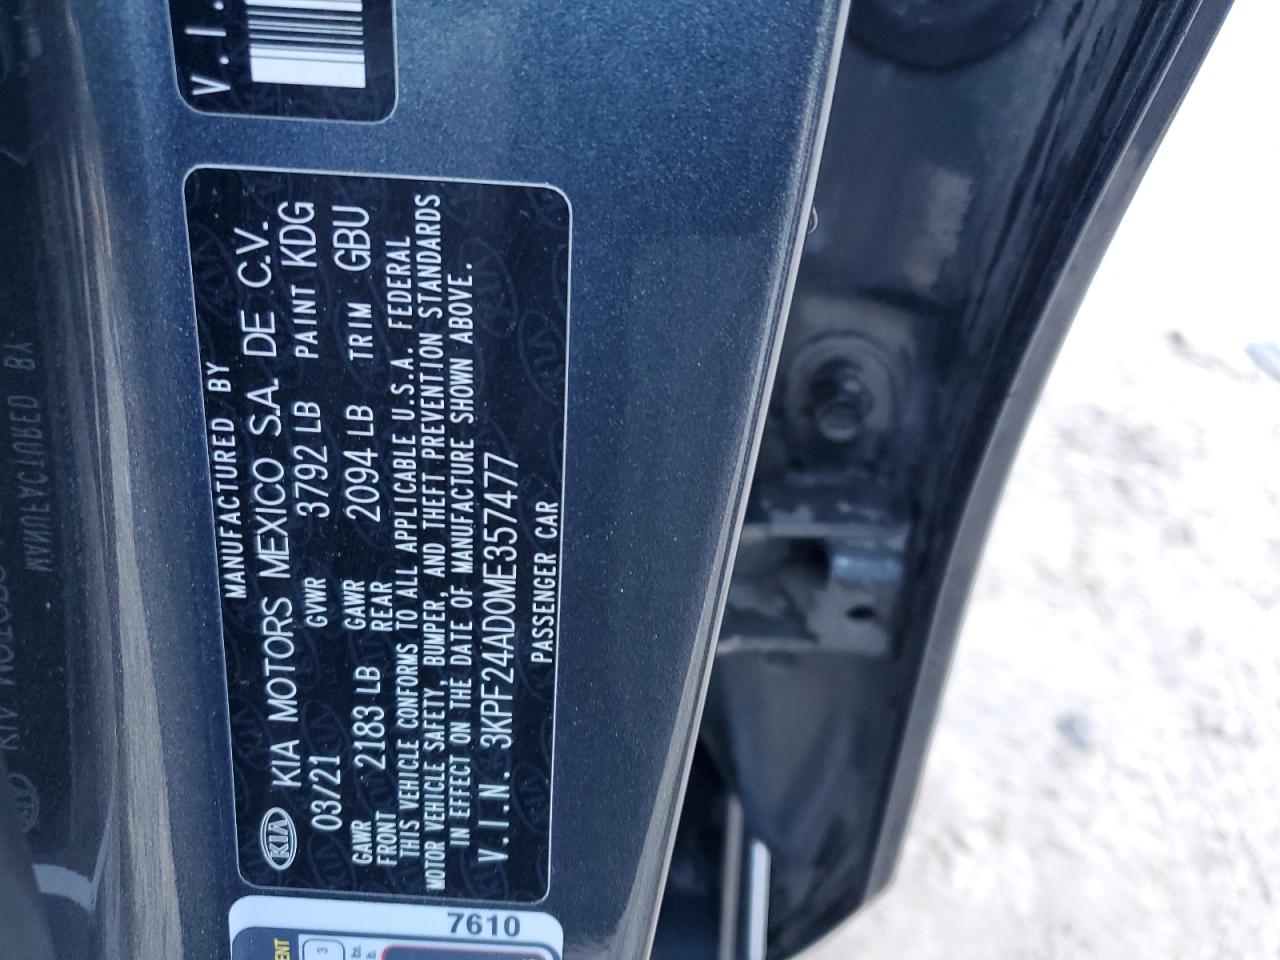 V.I.
MANUFACTURED BY
KIA KIA MOTORS MEXICO S.A. DE C.V.
03/21 GVWR 3792 LB PAINT KDG
GAWR FRONT 2183 LB GAWR REAR 2094 LB TRIM GBU
THIS VEHICLE CONFORMS TO ALL APPLICABLE U.S.A. FEDERAL
MOTOR VEHICLE SAFETY, BUMPER, AND THEFT PREVENTION STANDARDS
IN EFFECT ON THE DATE OF MANUFACTURE SHOWN ABOVE.
V.I.N. 3KPF24AD0ME357477
PASSENGER CAR
7610